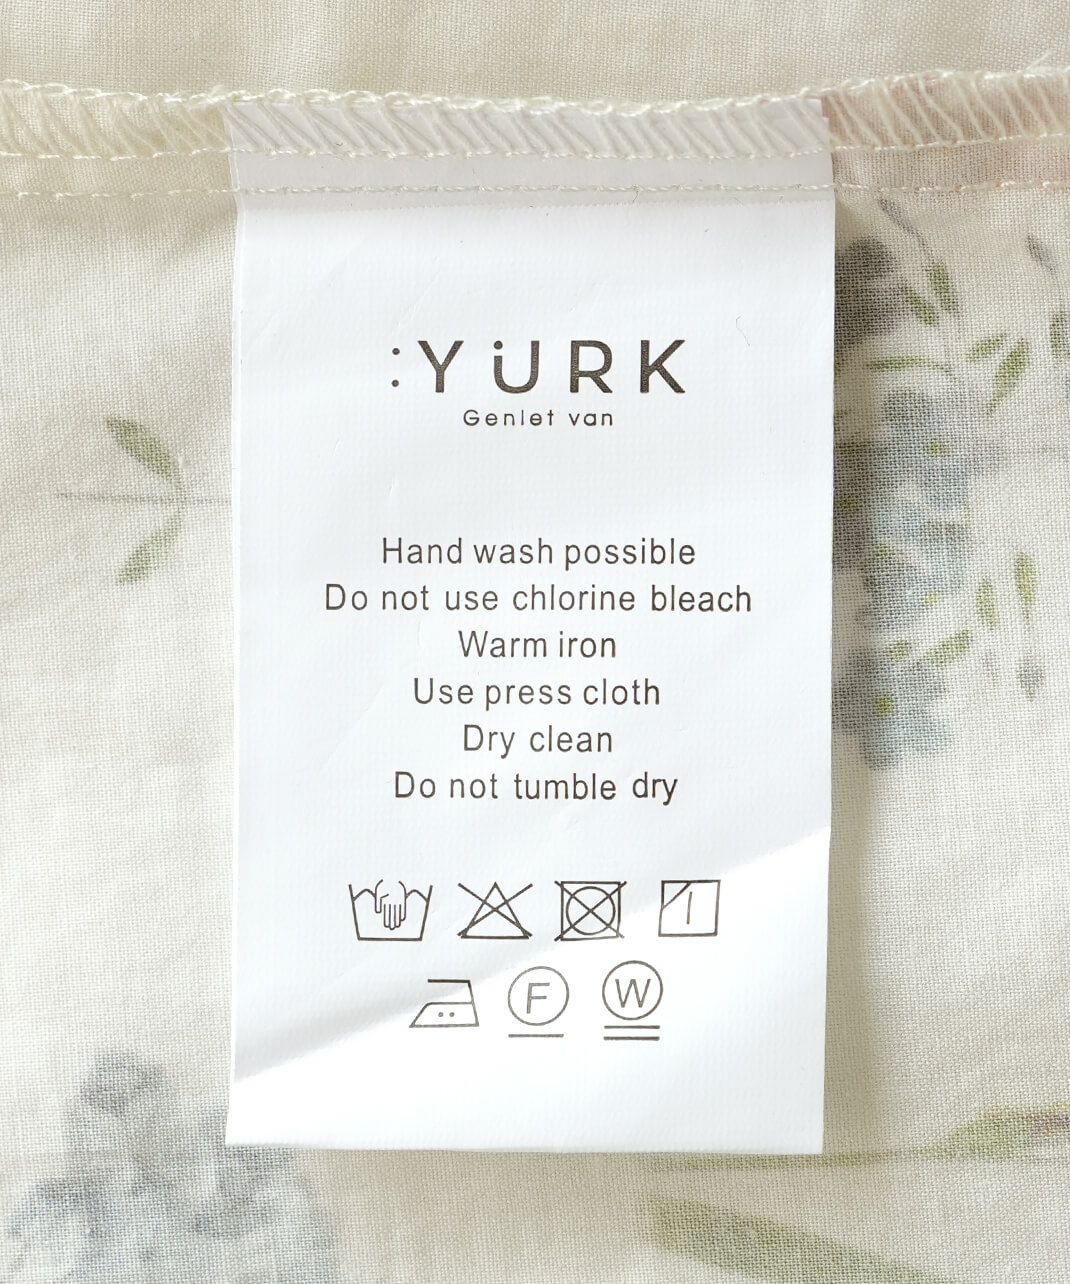 :YURK
Genlet van
Hand wash possible
Do not use chlorine bleach
Warm iron
Use press cloth
Dry clean
Do not tumble dry
F W